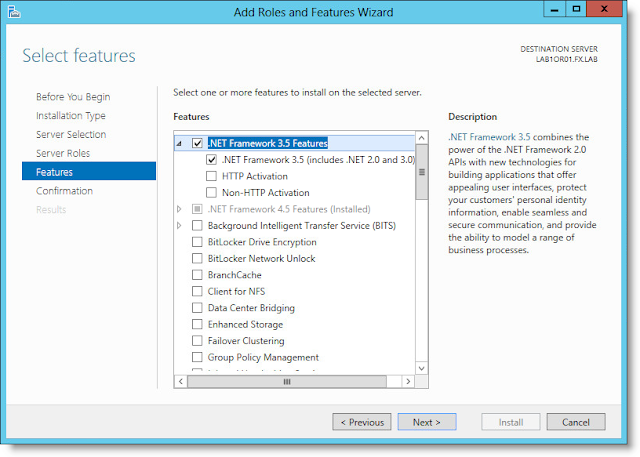 Add Roles and Features Wizard
Select features
DESTINATION SERVER
LAB1OR01.FX.LAB
Before You Begin
Installation Type
Server Selection
Server Roles
Features
Confirmation
Results
Select one or more features to install on the selected server.
Features
.NET Framework 3.5 Features
.NET Framework 3.5 (includes .NET 2.0 and 3.0)
HTTP Activation
Non-HTTP Activation
.NET Framework 4.5 Features (Installed)
Background Intelligent Transfer Service (BITS)
BitLocker Drive Encryption
BitLocker Network Unlock
BranchCache
Client for NFS
Data Center Bridging
Enhanced Storage
Failover Clustering
Group Policy Management
Description
.NET Framework 3.5 combines
the power of the .NET Framework 2.0
APIs with new technologies for
building applications that offer
appealing user interfaces, protect
your customers' personal identity
information, enable seamless and
secure communication, and provide
the ability to model a range of
business processes.
< Previous
Next >
Install
Cancel